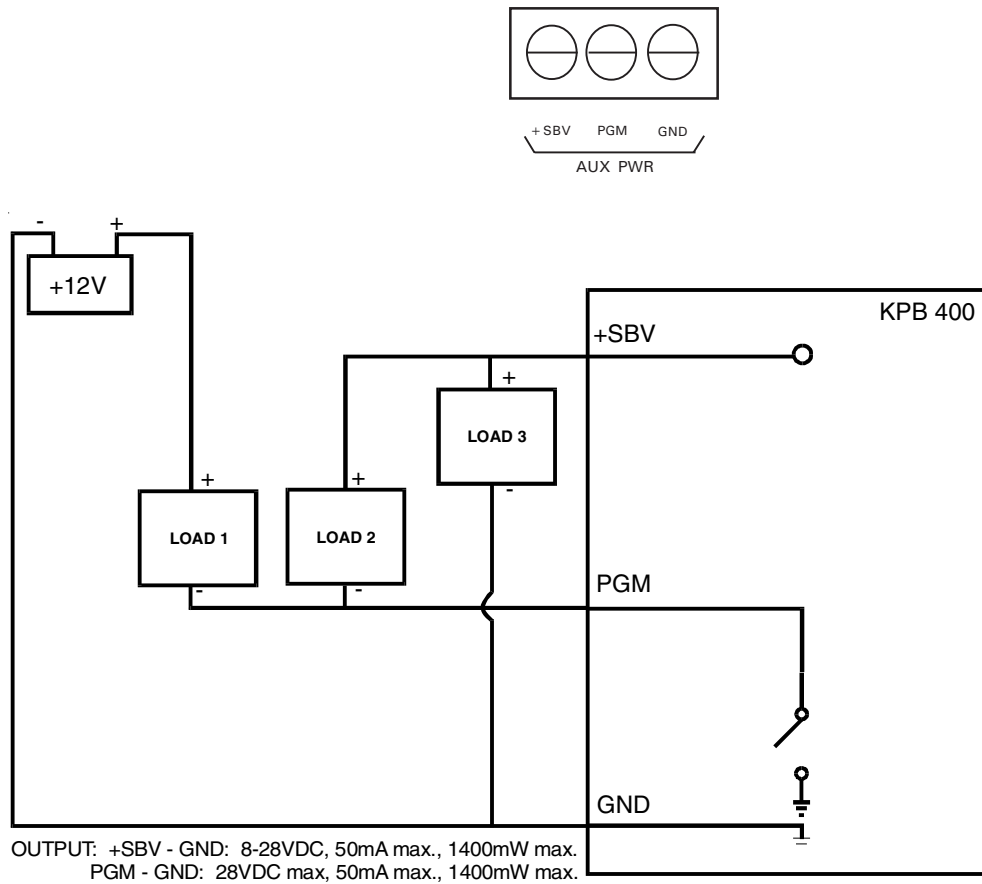 + SBV PGM GND
AUX PWR
- +
+12V
KPB 400
+SBV
+
LOAD 3
-
+ +
LOAD 1 LOAD 2
- -
PGM
GND
OUTPUT: +SBV - GND: 8-28VDC, 50mA max., 1400mW max.
PGM - GND: 28VDC max, 50mA max., 1400mW max.